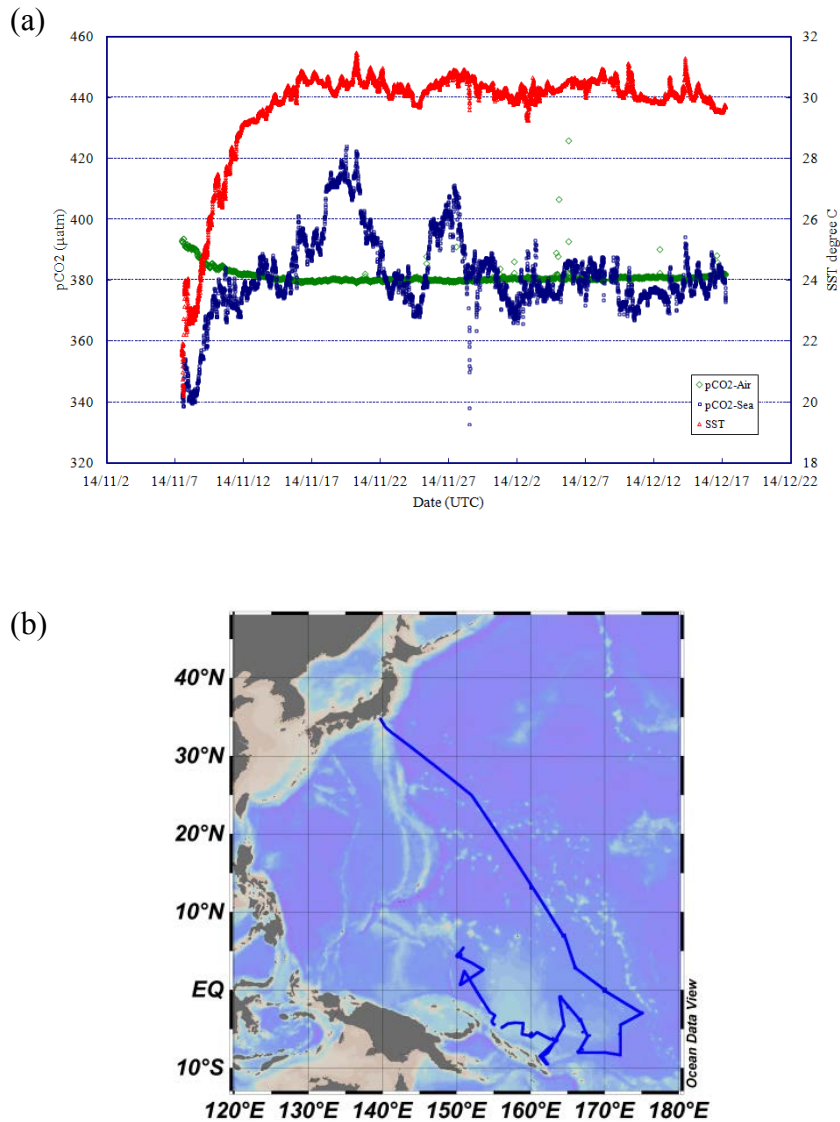 (a)
460
440
420
400
380
360
340
320
pCO2 (µatm)
32
30
28
26
24
22
20
18
SST degree C
pCO2-Air
pCO2-Sea
SST
14/11/2 14/11/7 14/11/12 14/11/17 14/11/22 14/11/27 14/12/2 14/12/7 14/12/12 14/12/17 14/12/22
Date (UTC)
(b)
40°N
30°N
20°N
10°N
EQ
10°S
Ocean Data View
120°E 130°E 140°E 150°E 160°E 170°E 180°E